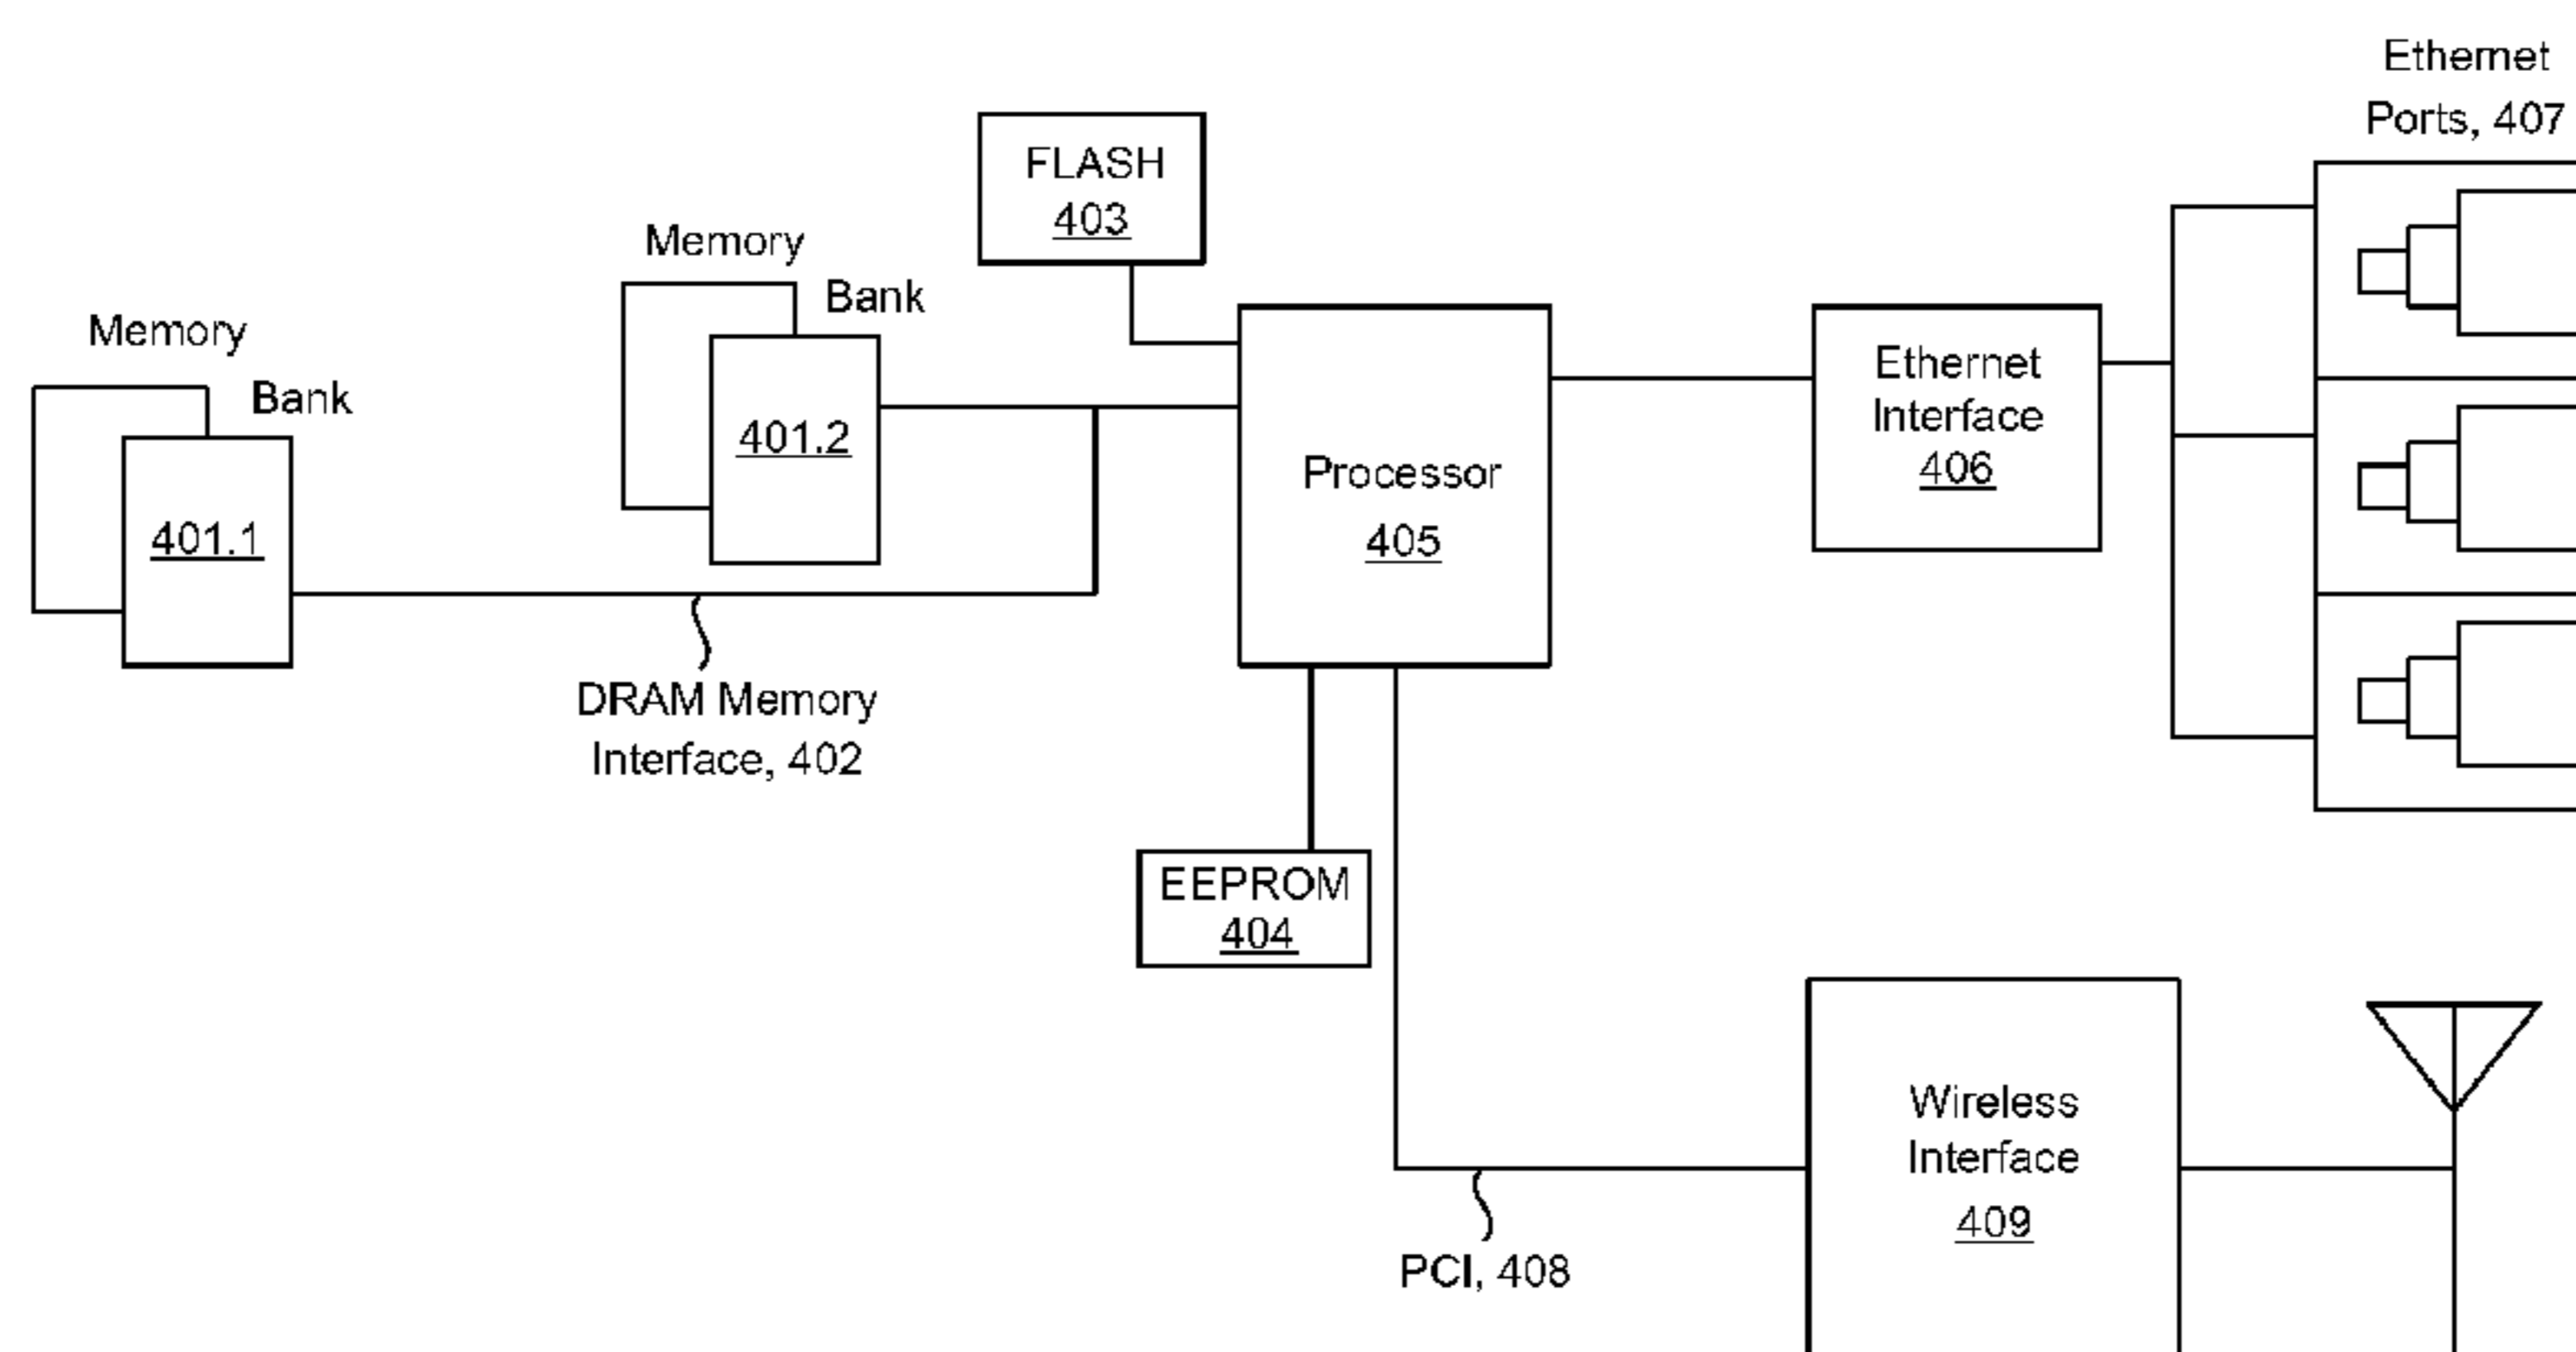 Ethernet
Ports, 407
FLASH
403
Memory
Bank
401.2
Memory
Bank
401.1
DRAM Memory
Interface, 402
Processor
405
Ethernet
Interface
406
EEPROM
404
Wireless
Interface
409
PCI, 408